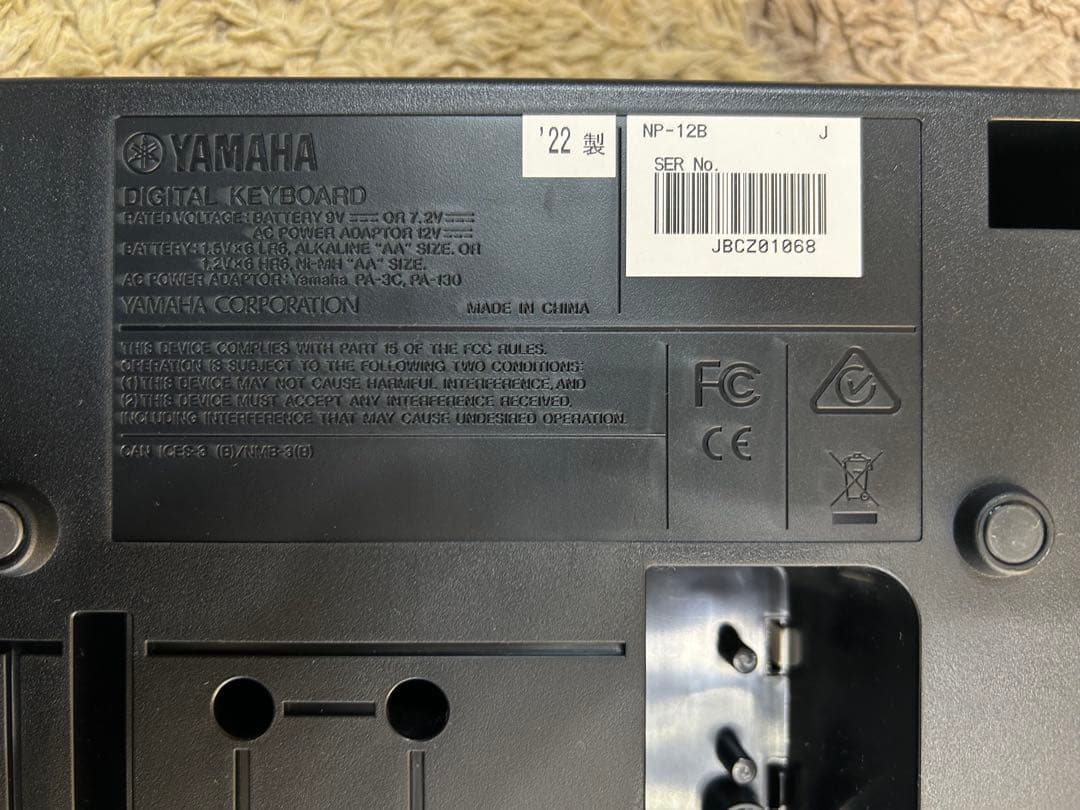 YAMAHA
DIGITAL KEYBOARD
RATED VOLTAGE: BATTERY 9V ⎓ OR 7.2V ⎓
AC POWER ADAPTOR 12V ⎓
BATTERY: 1.5V×6 LR6, ALKALINE "AA" SIZE. OR
1.2V×6 HR6, Ni-MH "AA" SIZE.
AC POWER ADAPTOR: Yamaha PA-3C, PA-130
YAMAHA CORPORATION
MADE IN CHINA
'22 製
NP-12B J
SER No.
JBCZ01068
THIS DEVICE COMPLIES WITH PART 15 OF THE FCC RULES.
OPERATION IS SUBJECT TO THE FOLLOWING TWO CONDITIONS:
(1) THIS DEVICE MAY NOT CAUSE HARMFUL INTERFERENCE, AND
(2) THIS DEVICE MUST ACCEPT ANY INTERFERENCE RECEIVED,
INCLUDING INTERFERENCE THAT MAY CAUSE UNDESIRED OPERATION.
CAN ICES-3 (B)/NMB-3(B)
FC
CE